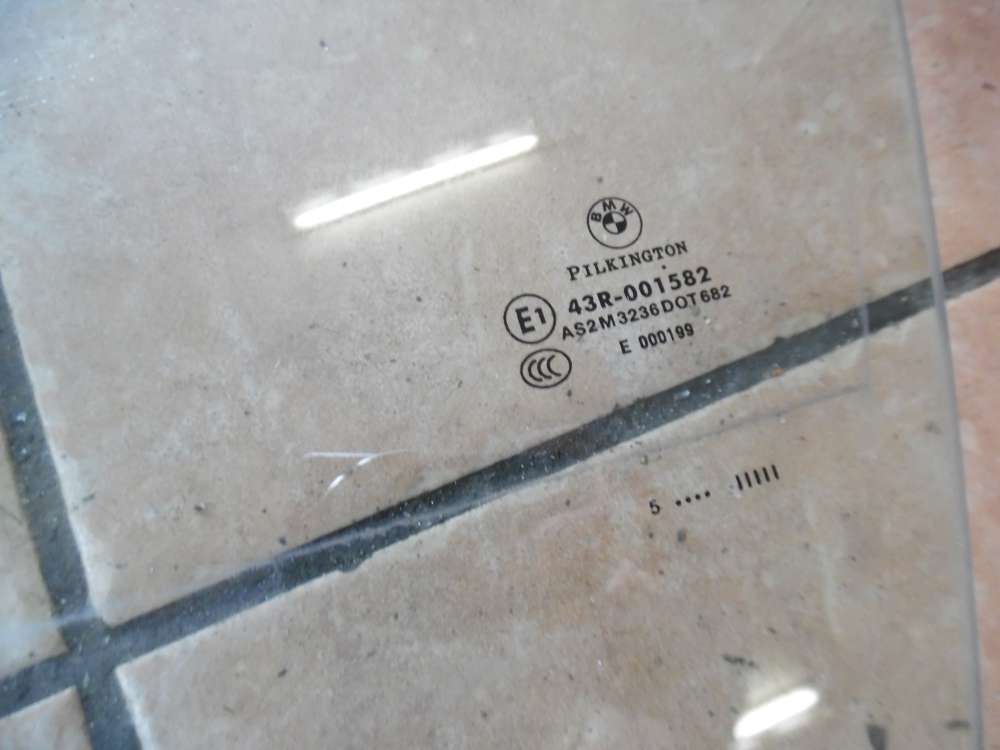 BMW
PILKINGTON
E1 43R-001582
AS2M3236DOT682
CCC E 000199
5 •••• IIIII